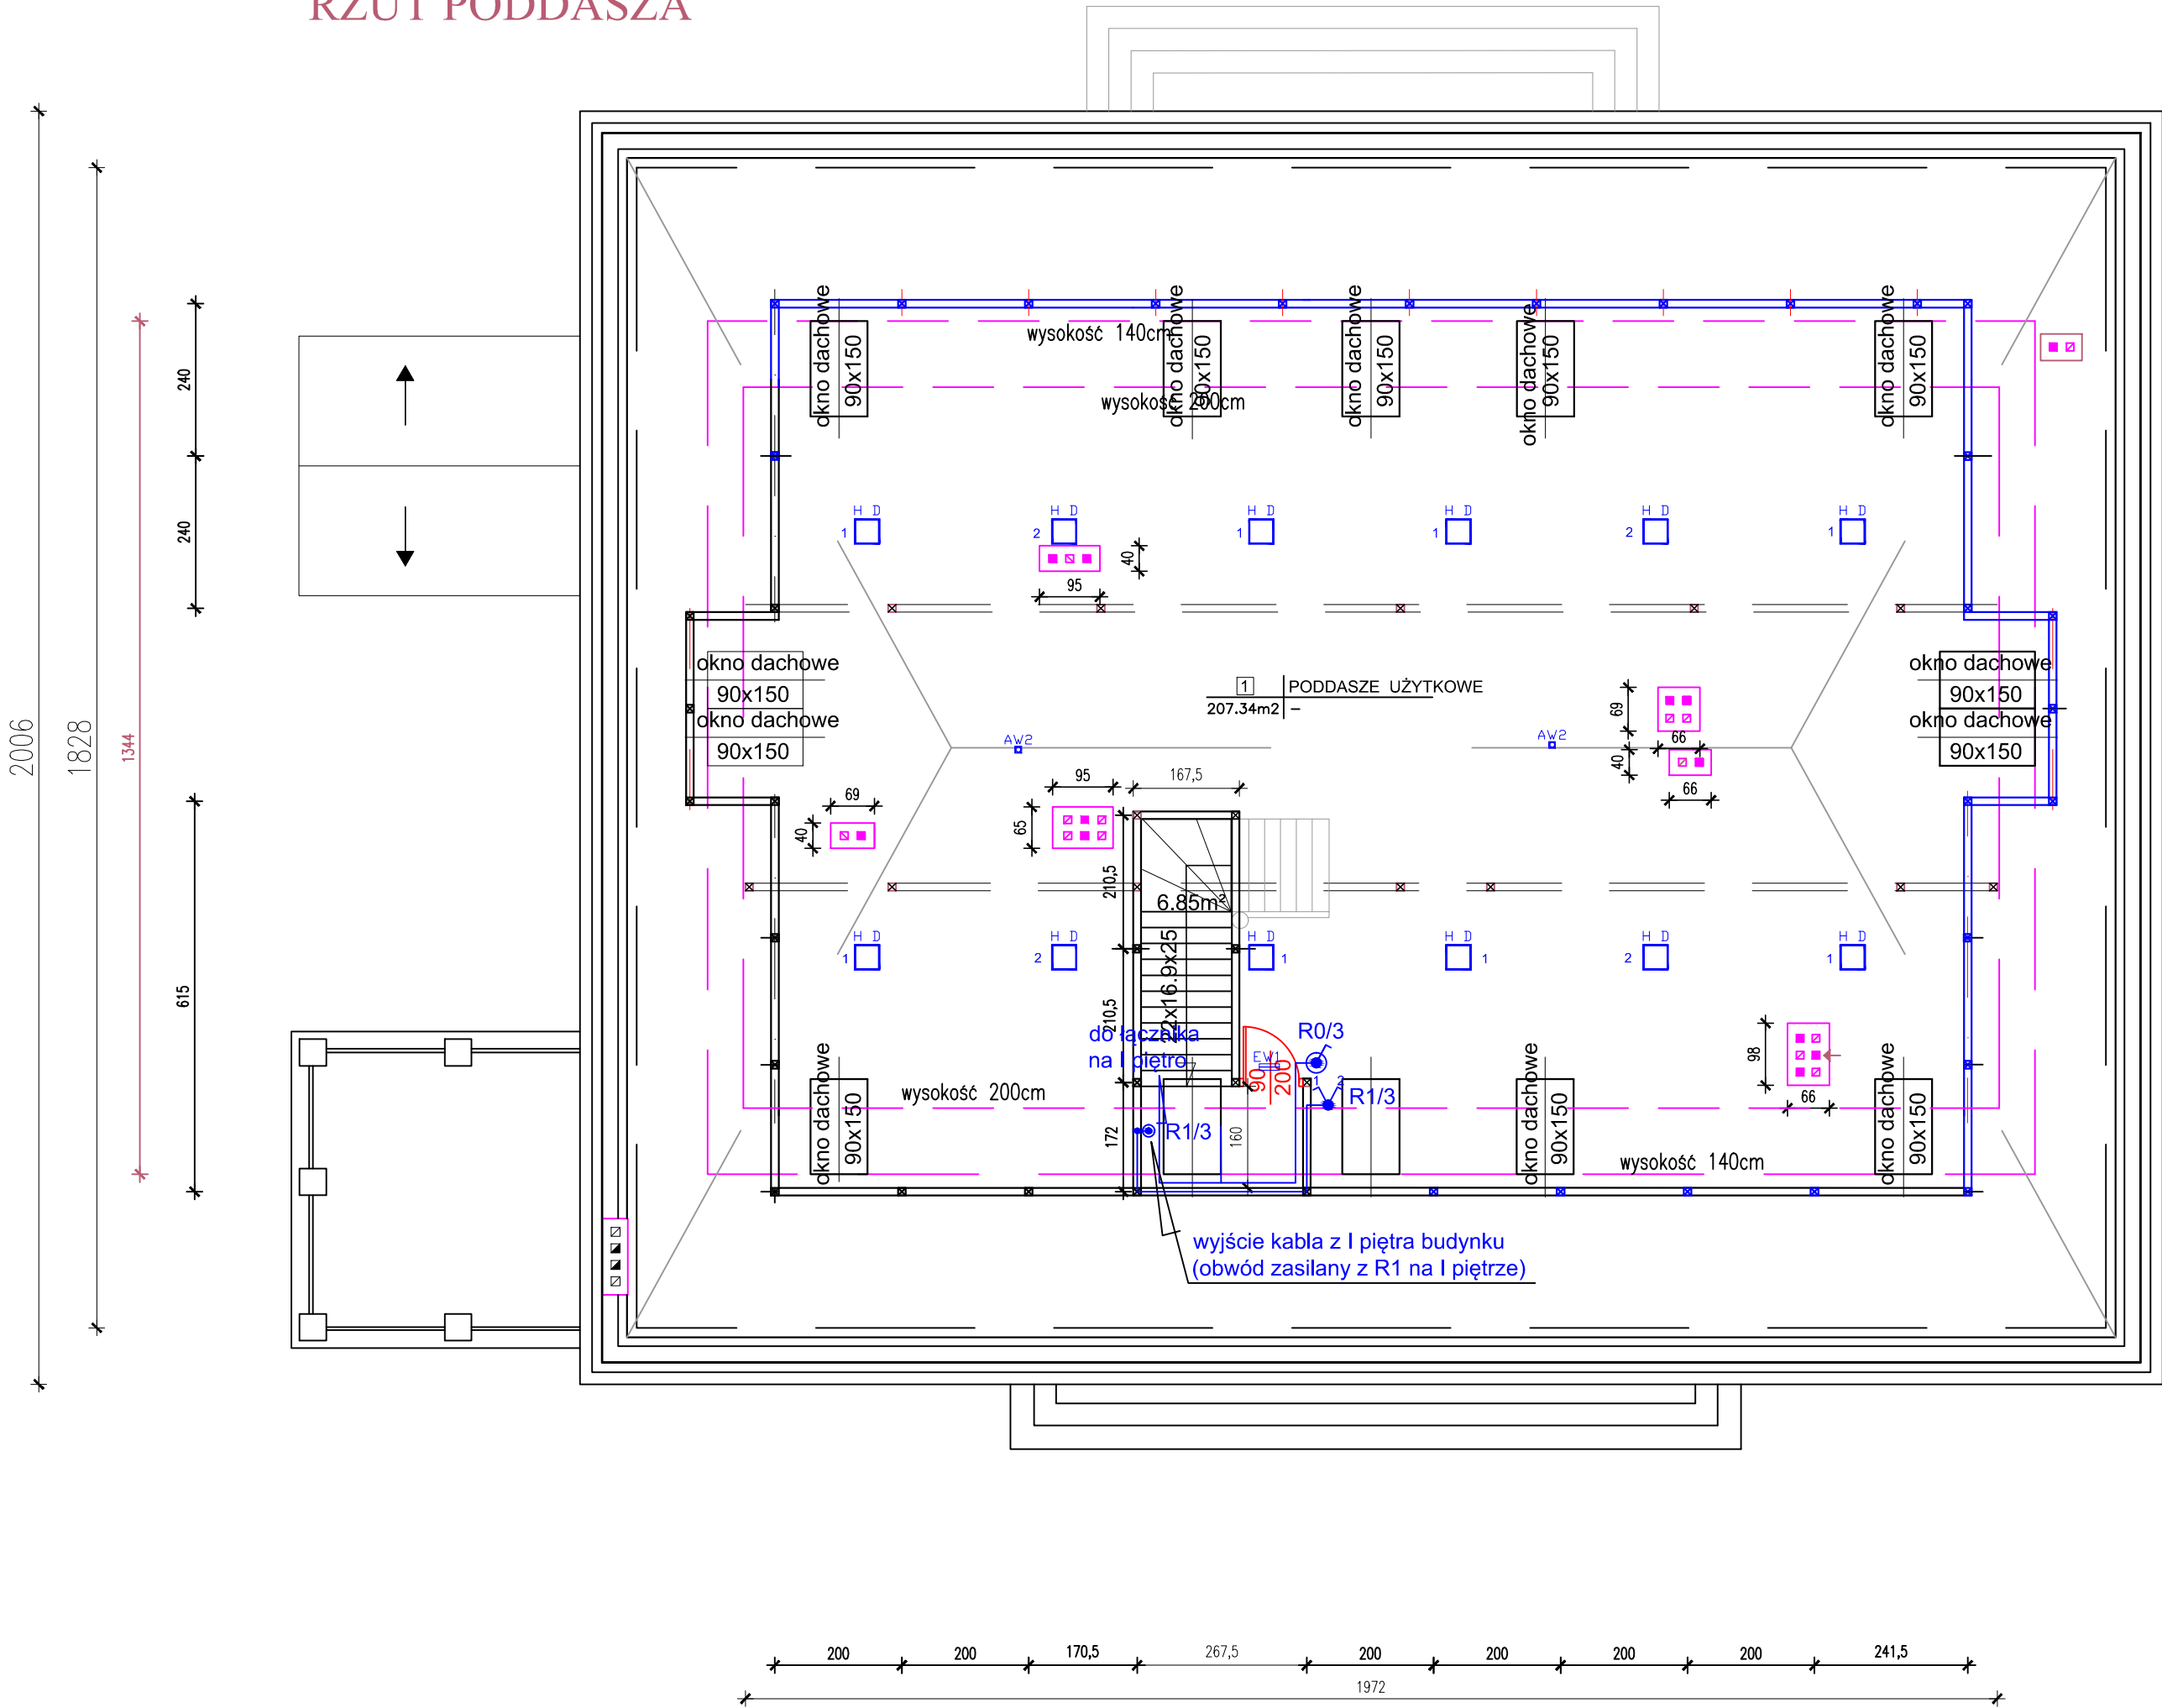 RZUT PODDASZA
okno dachowe
90x150
okno dachowe
90x150
okno dachowe
90x150
okno dachowe
90x150
okno dachowe
90x150
wysokość 140cm
wysokość 200cm
2006
1828
1344
240
240
615
H D
1
H D
2
H D
1
H D
1
H D
2
H D
1
40
95
okno dachowe
90x150
okno dachowe
90x150
1 PODDASZE UŻYTKOWE
207.34m2 –
AW2
AW2
69
66
40
66
okno dachowe
90x150
okno dachowe
90x150
69
40
95
65
167,5
210,5
6.85m²
22x16.9x25
210,5
H D
1
H D
2
H D
1
H D
1
H D
2
H D
1
do łącznika
na I piętro
EW1
R0/3
90
200
1 2
R1/3
R1/3
172
160
98
66
wysokość 200cm
wysokość 140cm
okno dachowe
90x150
okno dachowe
90x150
okno dachowe
90x150
wyjście kabla z I piętra budynku
(obwód zasilany z R1 na I piętrze)
200 200 170,5 267,5 200 200 200 200 241,5
1972